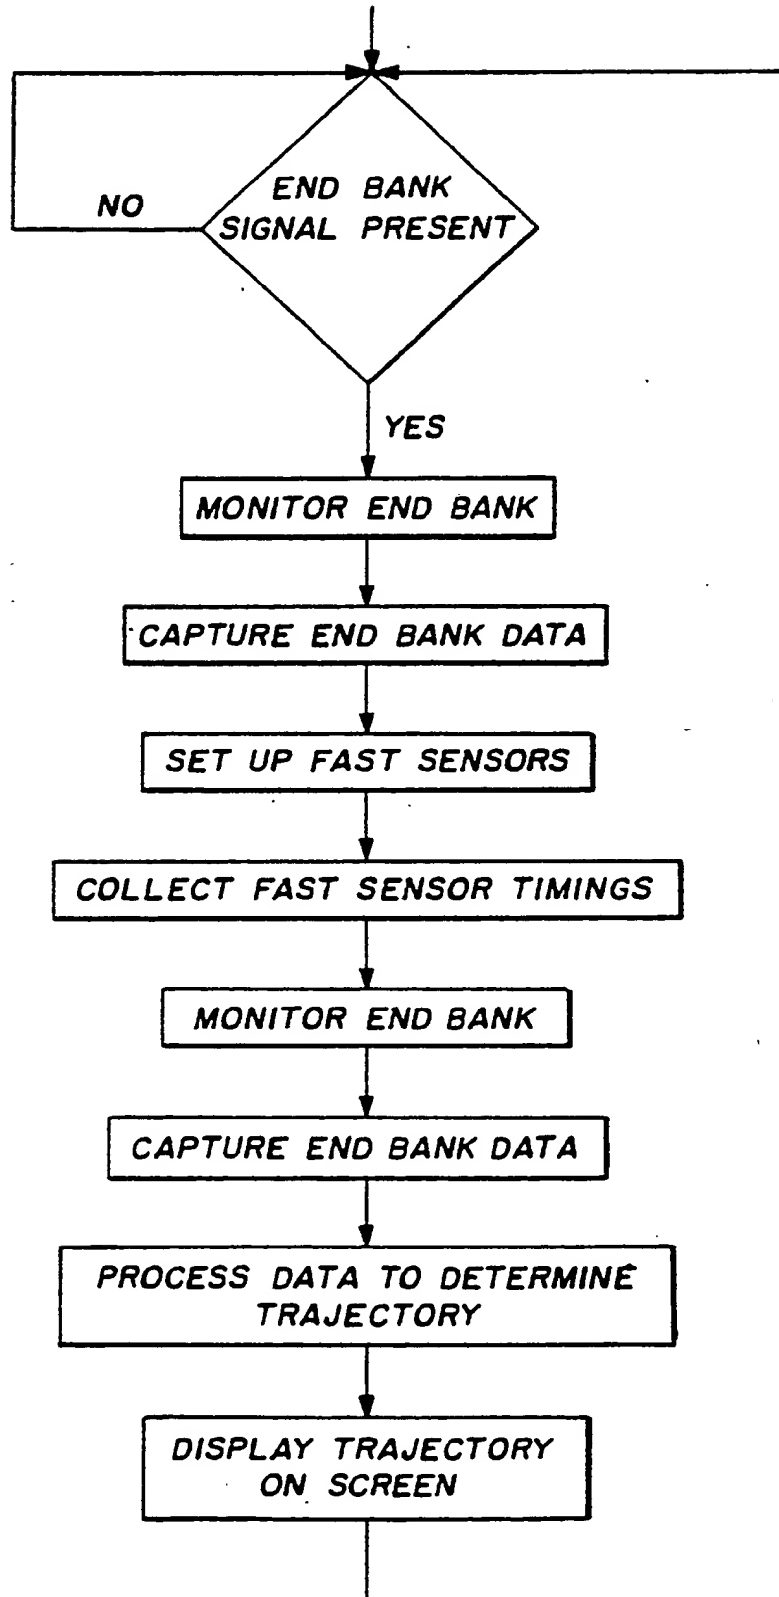 END BANK
SIGNAL PRESENT
NO
YES
MONITOR END BANK
CAPTURE END BANK DATA
SET UP FAST SENSORS
COLLECT FAST SENSOR TIMINGS
MONITOR END BANK
CAPTURE END BANK DATA
PROCESS DATA TO DETERMINE
TRAJECTORY
DISPLAY TRAJECTORY
ON SCREEN